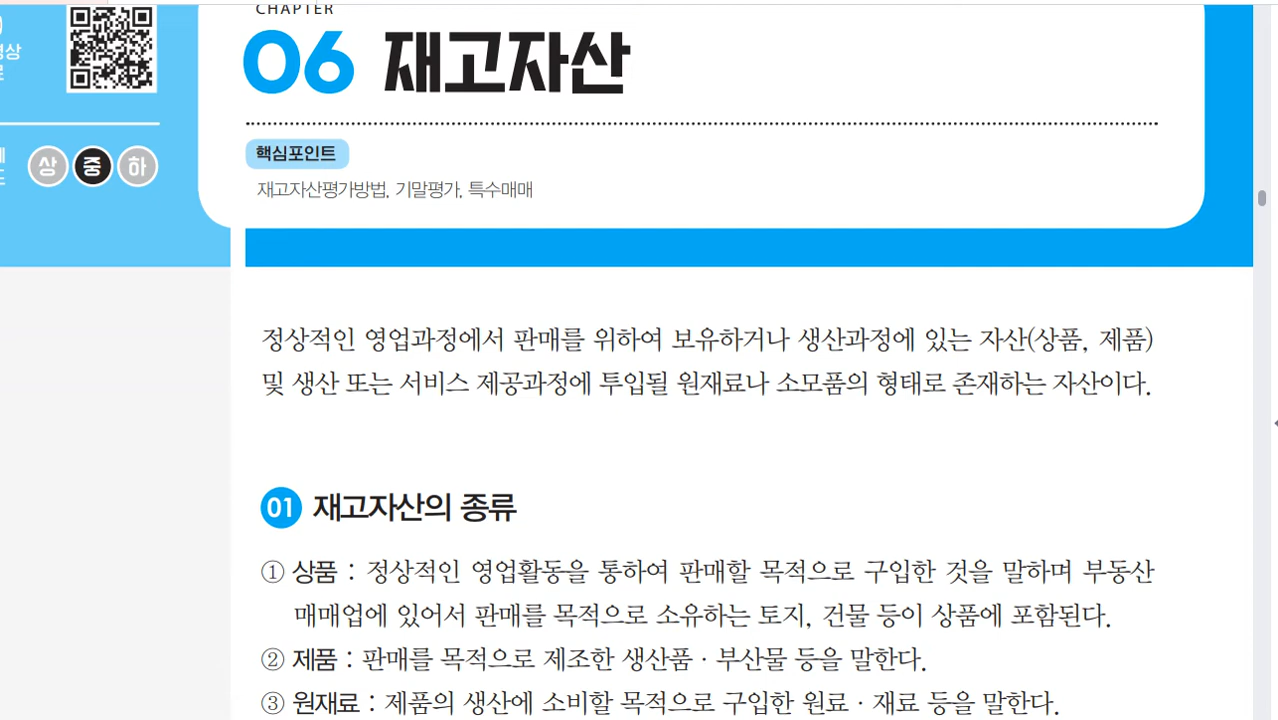 CHAPTER
06 재고자산
핵심포인트
재고자산평가방법, 기말평가, 특수매매
상 중 하
정상적인 영업과정에서 판매를 위하여 보유하거나 생산과정에 있는 자산(상품, 제품)
및 생산 또는 서비스 제공과정에 투입될 원재료나 소모품의 형태로 존재하는 자산이다.
01 재고자산의 종류
① 상품 : 정상적인 영업활동을 통하여 판매할 목적으로 구입한 것을 말하며 부동산
매매업에 있어서 판매를 목적으로 소유하는 토지, 건물 등이 상품에 포함된다.
② 제품 : 판매를 목적으로 제조한 생산품 · 부산물 등을 말한다.
③ 원재료 : 제품의 생산에 소비할 목적으로 구입한 원료 · 재료 등을 말한다.